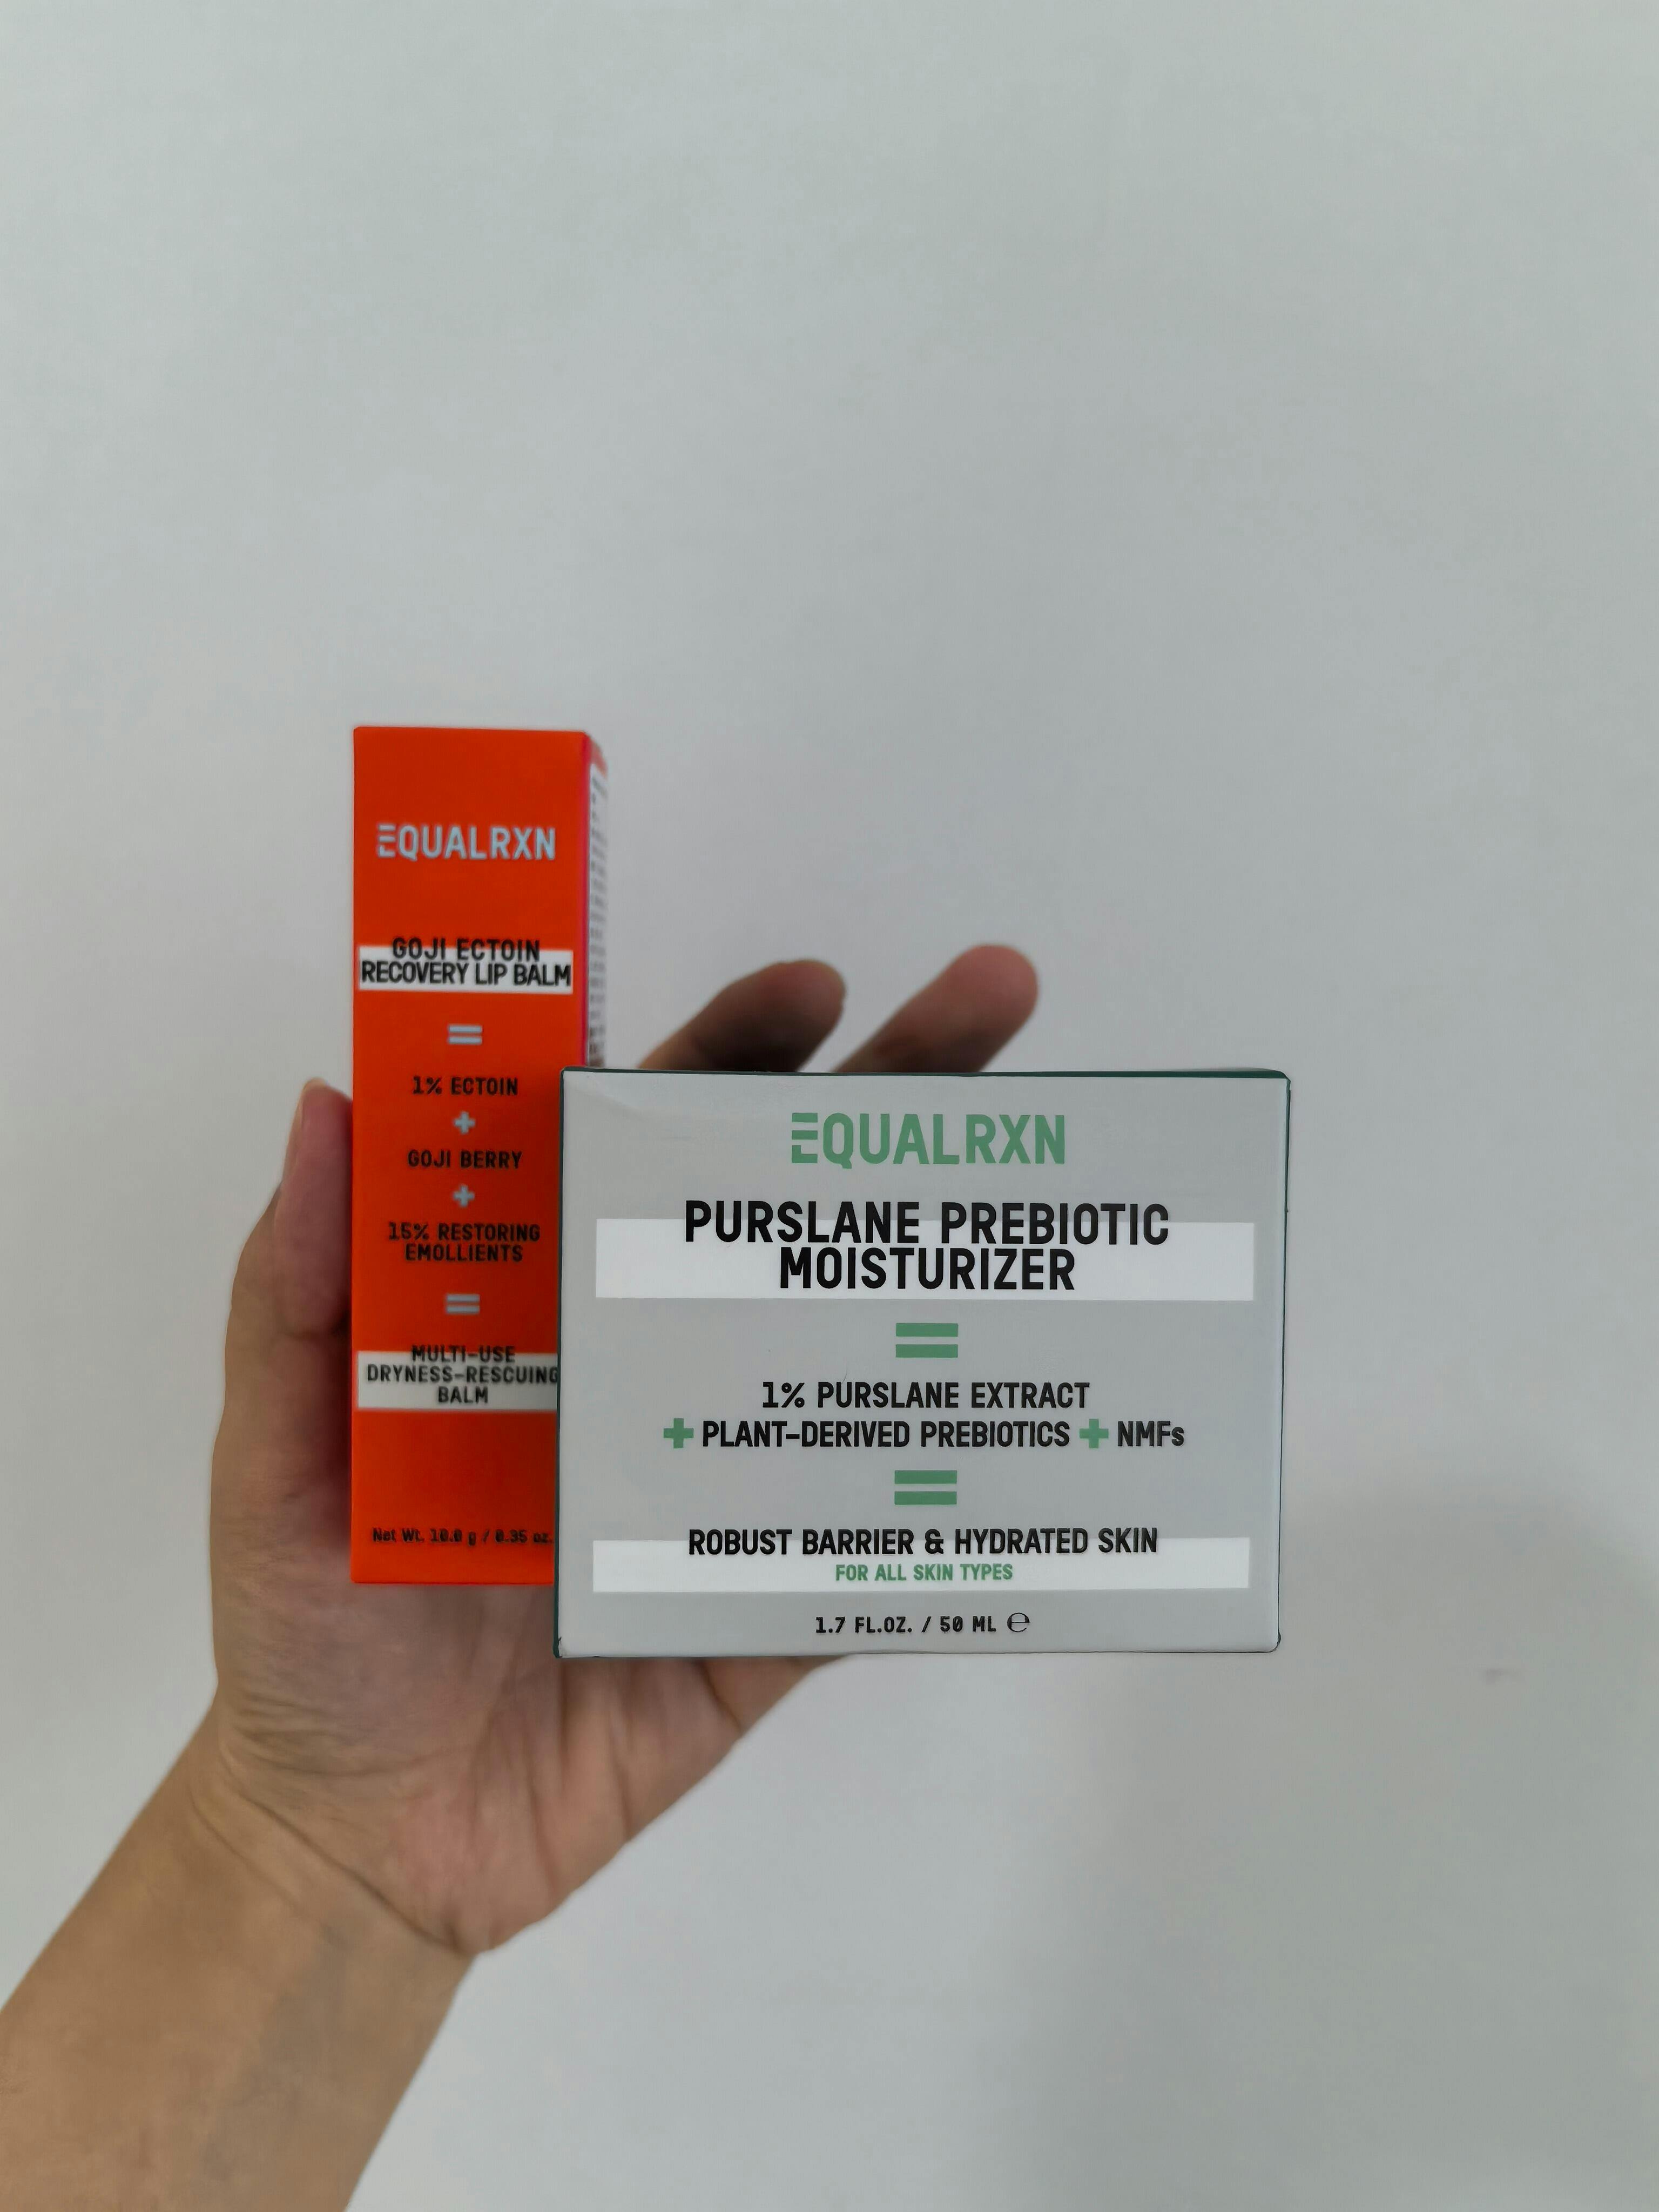 EQUALRXN
GOJI ECTOIN
RECOVERY LIP BALM
=
1% ECTOIN
+
GOJI BERRY
+
15% RESTORING
EMOLLIENTS
=
MULTI-USE
DRYNESS-RESCUING
BALM
Net Wt. 10.0 g / 0.35 oz.
EQUALRXN
PURSLANE PREBIOTIC
MOISTURIZER
=
1% PURSLANE EXTRACT
+ PLANT-DERIVED PREBIOTICS + NMFs
=
ROBUST BARRIER & HYDRATED SKIN
FOR ALL SKIN TYPES
1.7 FL.OZ. / 50 ML ℮